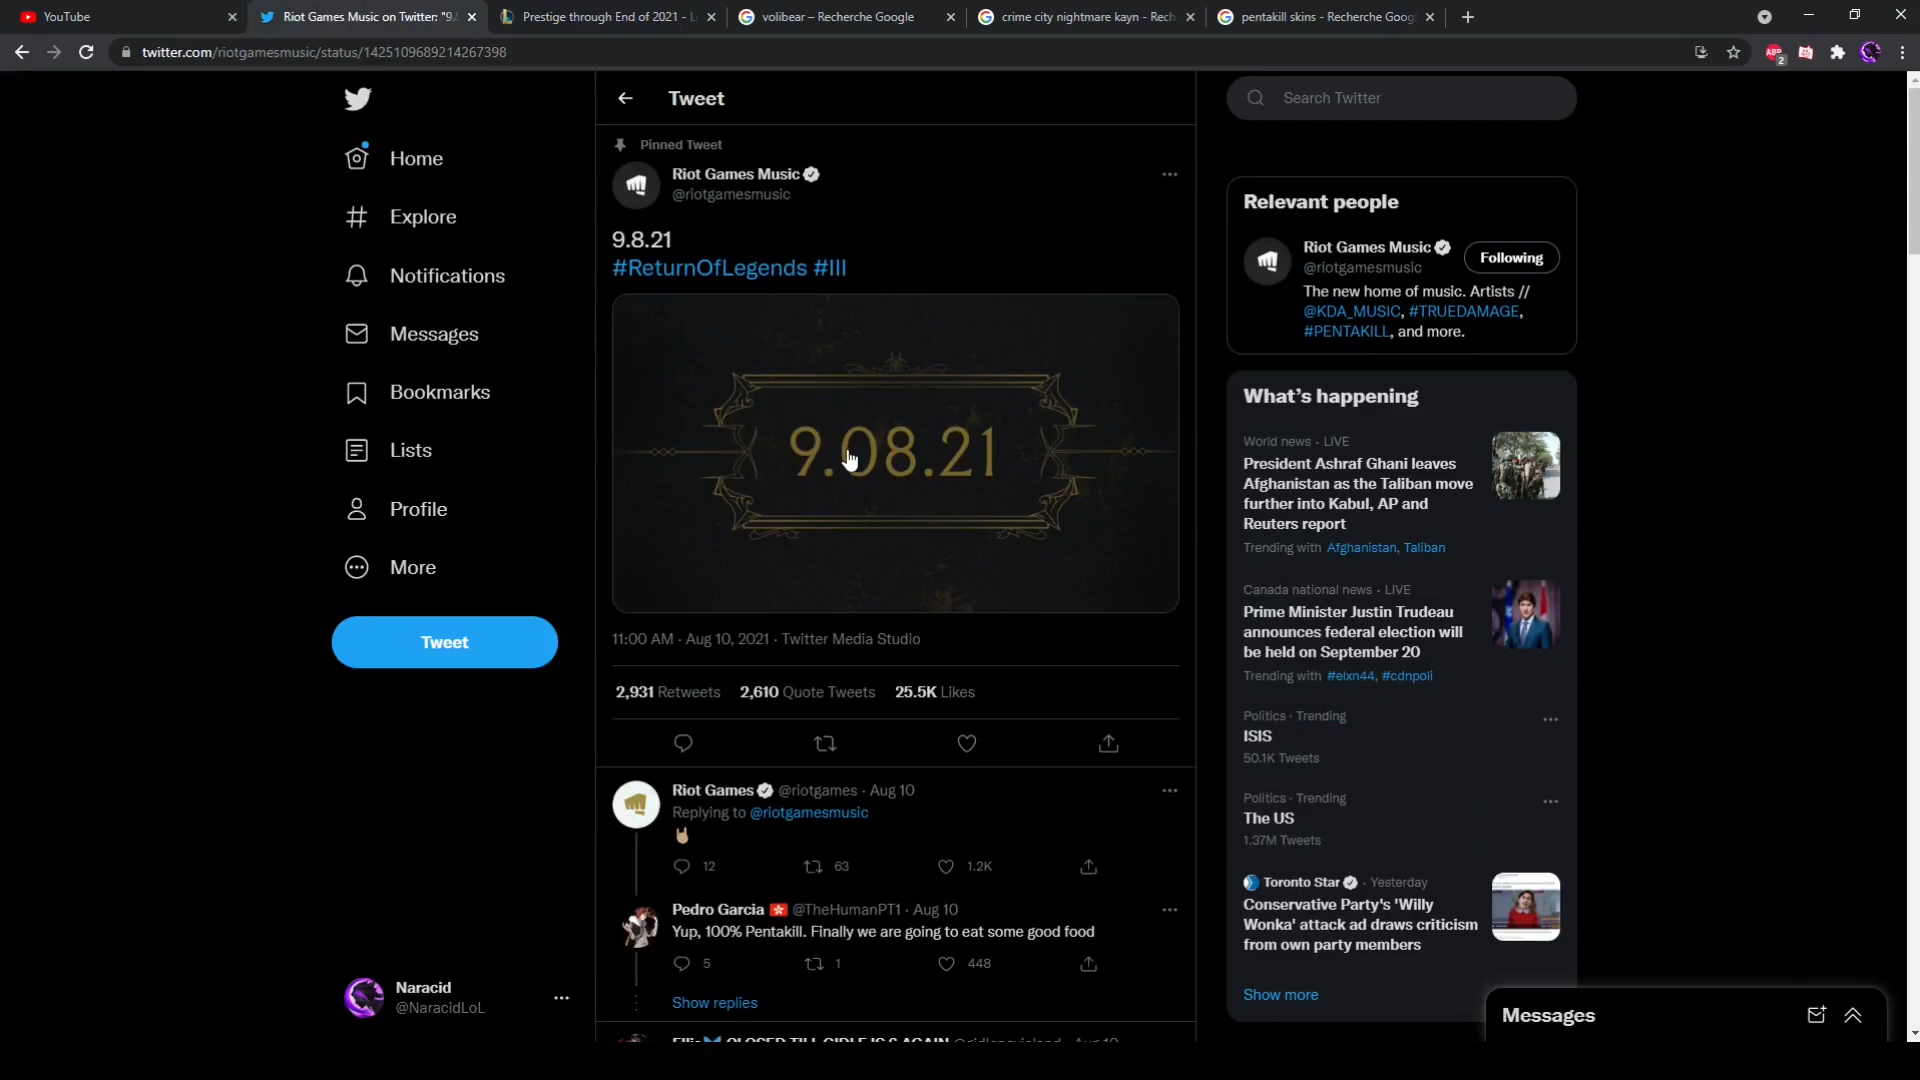 YouTube
Riot Games Music on Twitter: "9.
Prestige through End of 2021 - L
volibear – Recherche Google
crime city nightmare kayn - Rech
pentakill skins - Recherche Goog
twitter.com/riotgamesmusic/status/1425109689214267398
ABP
2
Home
Explore
Notifications
Messages
Bookmarks
Lists
Profile
More
Tweet
Naracid
@NaracidLoL
Tweet
Pinned Tweet
Riot Games Music
@riotgamesmusic
9.8.21
#ReturnOfLegends #III
9.08.21
11:00 AM · Aug 10, 2021 · Twitter Media Studio
2,931 Retweets 2,610 Quote Tweets 25.5K Likes
Riot Games @riotgames · Aug 10
Replying to @riotgamesmusic
🤘🏼
12 63 1.2K
Pedro Garcia 🇭🇰 @TheHumanPT1 · Aug 10
Yup, 100% Pentakill. Finally we are going to eat some good food
5 1 448
Show replies
Search Twitter
Relevant people
Riot Games Music
@riotgamesmusic
Following
The new home of music. Artists //
@KDA_MUSIC, #TRUEDAMAGE,
#PENTAKILL, and more.
What's happening
World news · LIVE
President Ashraf Ghani leaves
Afghanistan as the Taliban move
further into Kabul, AP and
Reuters report
Trending with Afghanistan, Taliban
Canada national news · LIVE
Prime Minister Justin Trudeau
announces federal election will
be held on September 20
Trending with #elxn44, #cdnpoli
Politics · Trending
ISIS
50.1K Tweets
Politics · Trending
The US
1.37M Tweets
Toronto Star · Yesterday
Conservative Party's 'Willy
Wonka' attack ad draws criticism
from own party members
Show more
Messages